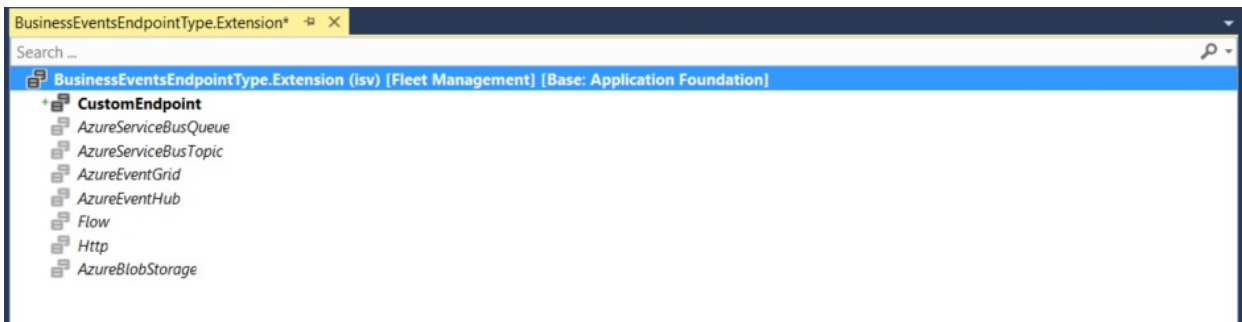 BusinessEventsEndpointType.Extension*
Search ...
BusinessEventsEndpointType.Extension (isv) [Fleet Management] [Base: Application Foundation]
CustomEndpoint
AzureServiceBusQueue
AzureServiceBusTopic
AzureEventGrid
AzureEventHub
Flow
Http
AzureBlobStorage